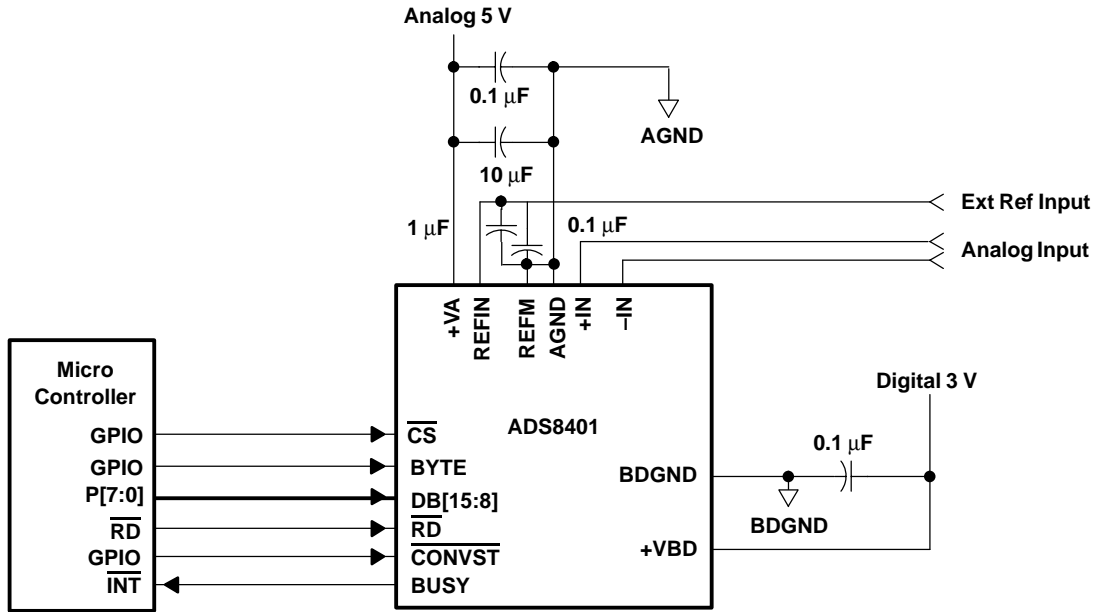 Analog 5 V
0.1 µF
AGND
10 µF
1 µF
0.1 µF
Ext Ref Input
Analog Input
+VA
REFIN
REFM
AGND
+IN
−IN
Micro
Controller
GPIO
GPIO
P[7:0]
RD
GPIO
INT
CS
BYTE
DB[15:8]
RD
CONVST
BUSY
ADS8401
BDGND
+VBD
Digital 3 V
0.1 µF
BDGND